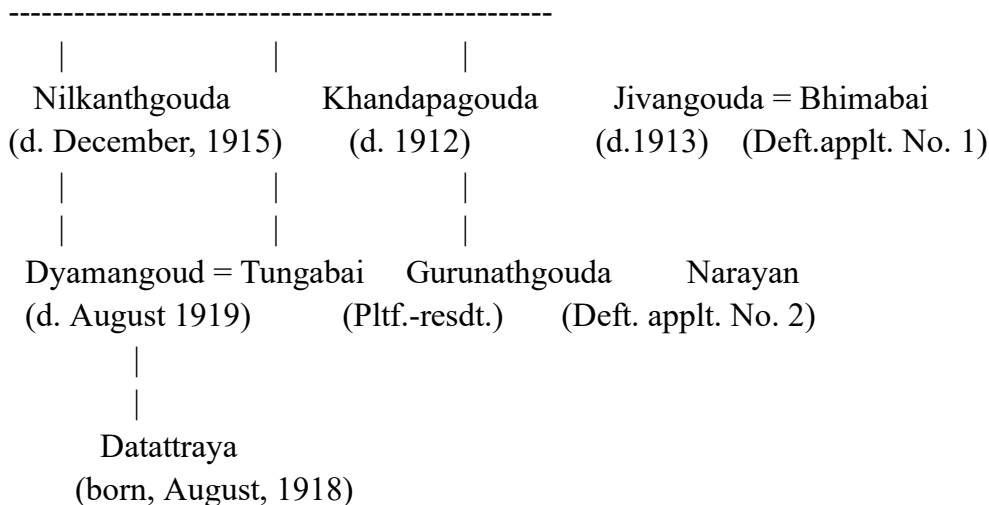 --------------------------------------------------
| | |
Nilkanthgouda Khandapagouda Jivangouda = Bhimabai
(d. December, 1915) (d. 1912) (d.1913) (Deft.applt. No. 1)
| | |
| | |
Dyamangoud = Tungabai Gurunathgouda Narayan
(d. August 1919) (Pltf.-resdt.) (Deft. applt. No. 2)
|
|
Datattraya
(born, August, 1918)